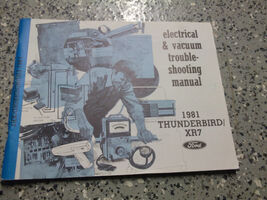 electrical
& vacuum
trouble-
shooting
manual
1981
THUNDERBIRD/
XR7
Ford